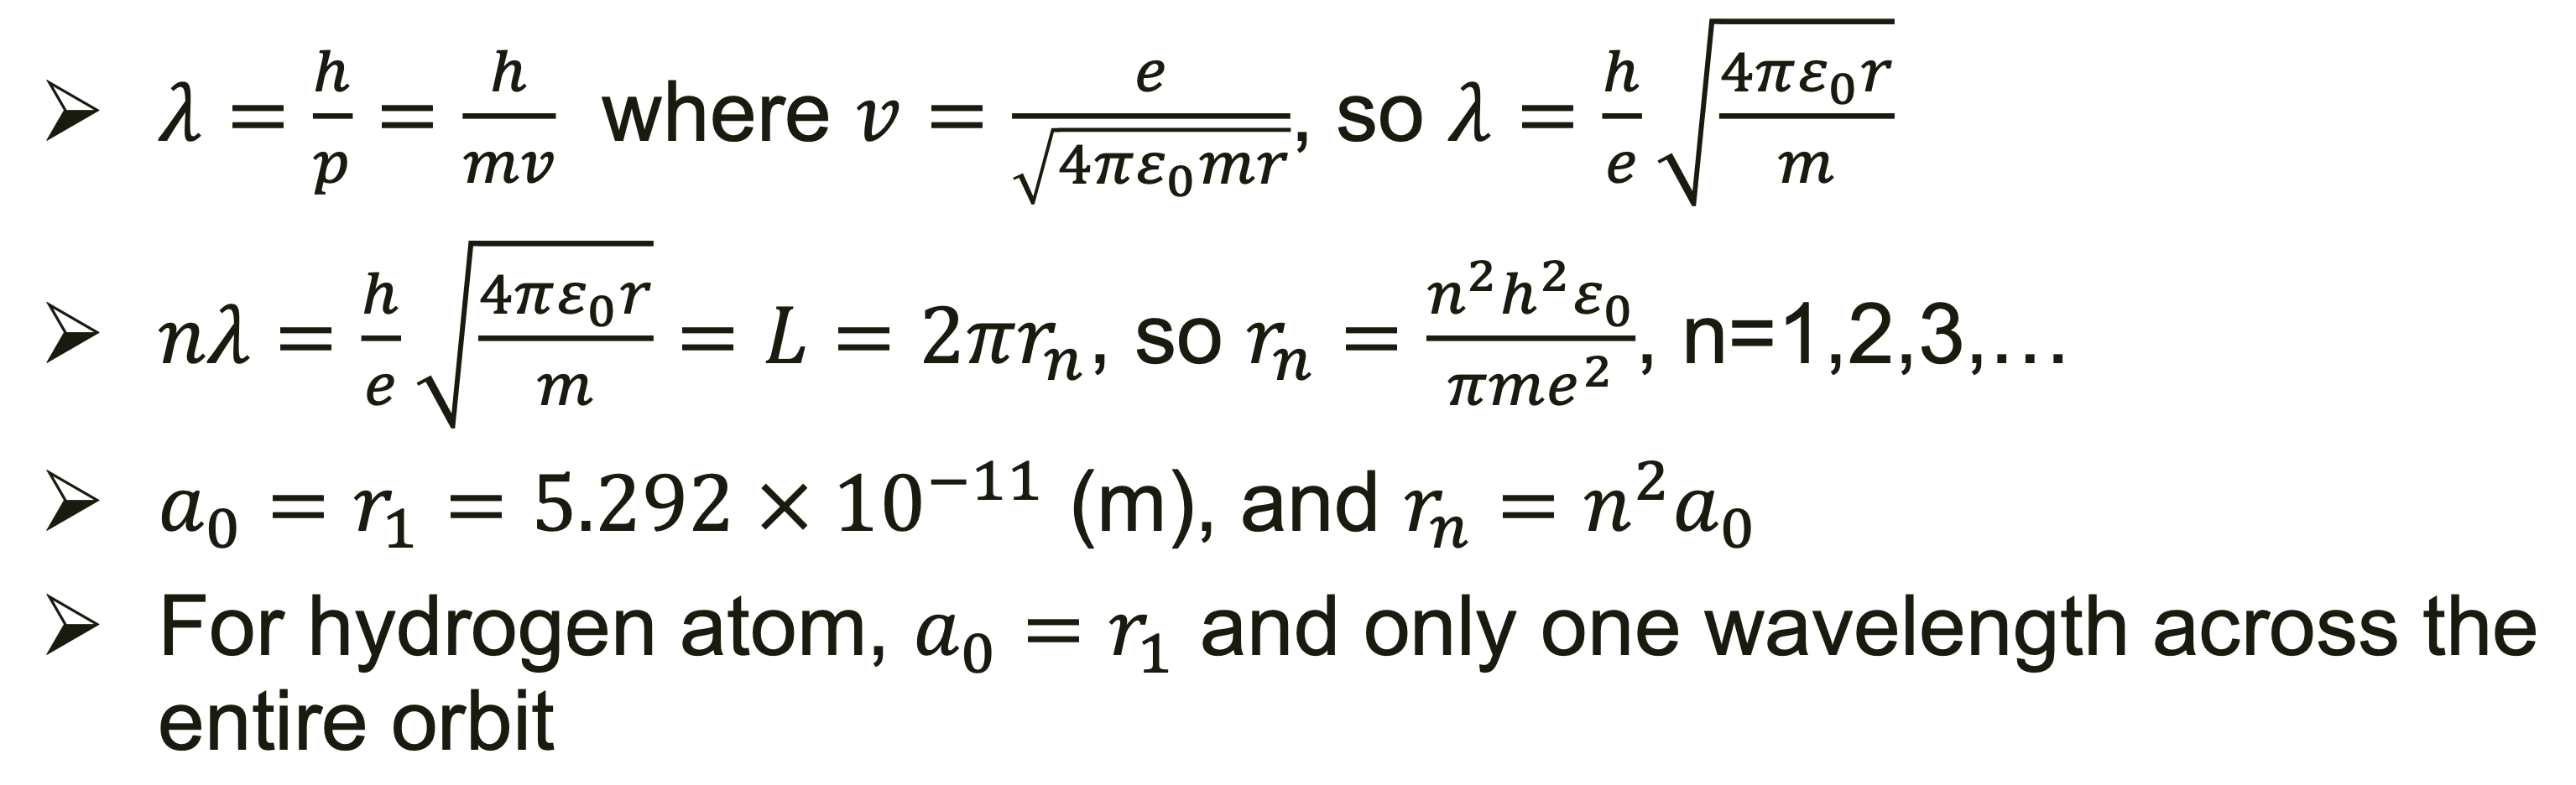 ➢ λ = h/p = h/mv where v = e/√(4πε₀mr), so λ = h/e √(4πε₀r/m)
➢ nλ = h/e √(4πε₀r/m) = L = 2πrₙ, so rₙ = n²h²ε₀/πme², n=1,2,3,…
➢ a₀ = r₁ = 5.292 × 10⁻¹¹ (m), and rₙ = n²a₀
➢ For hydrogen atom, a₀ = r₁ and only one wavelength across the
entire orbit